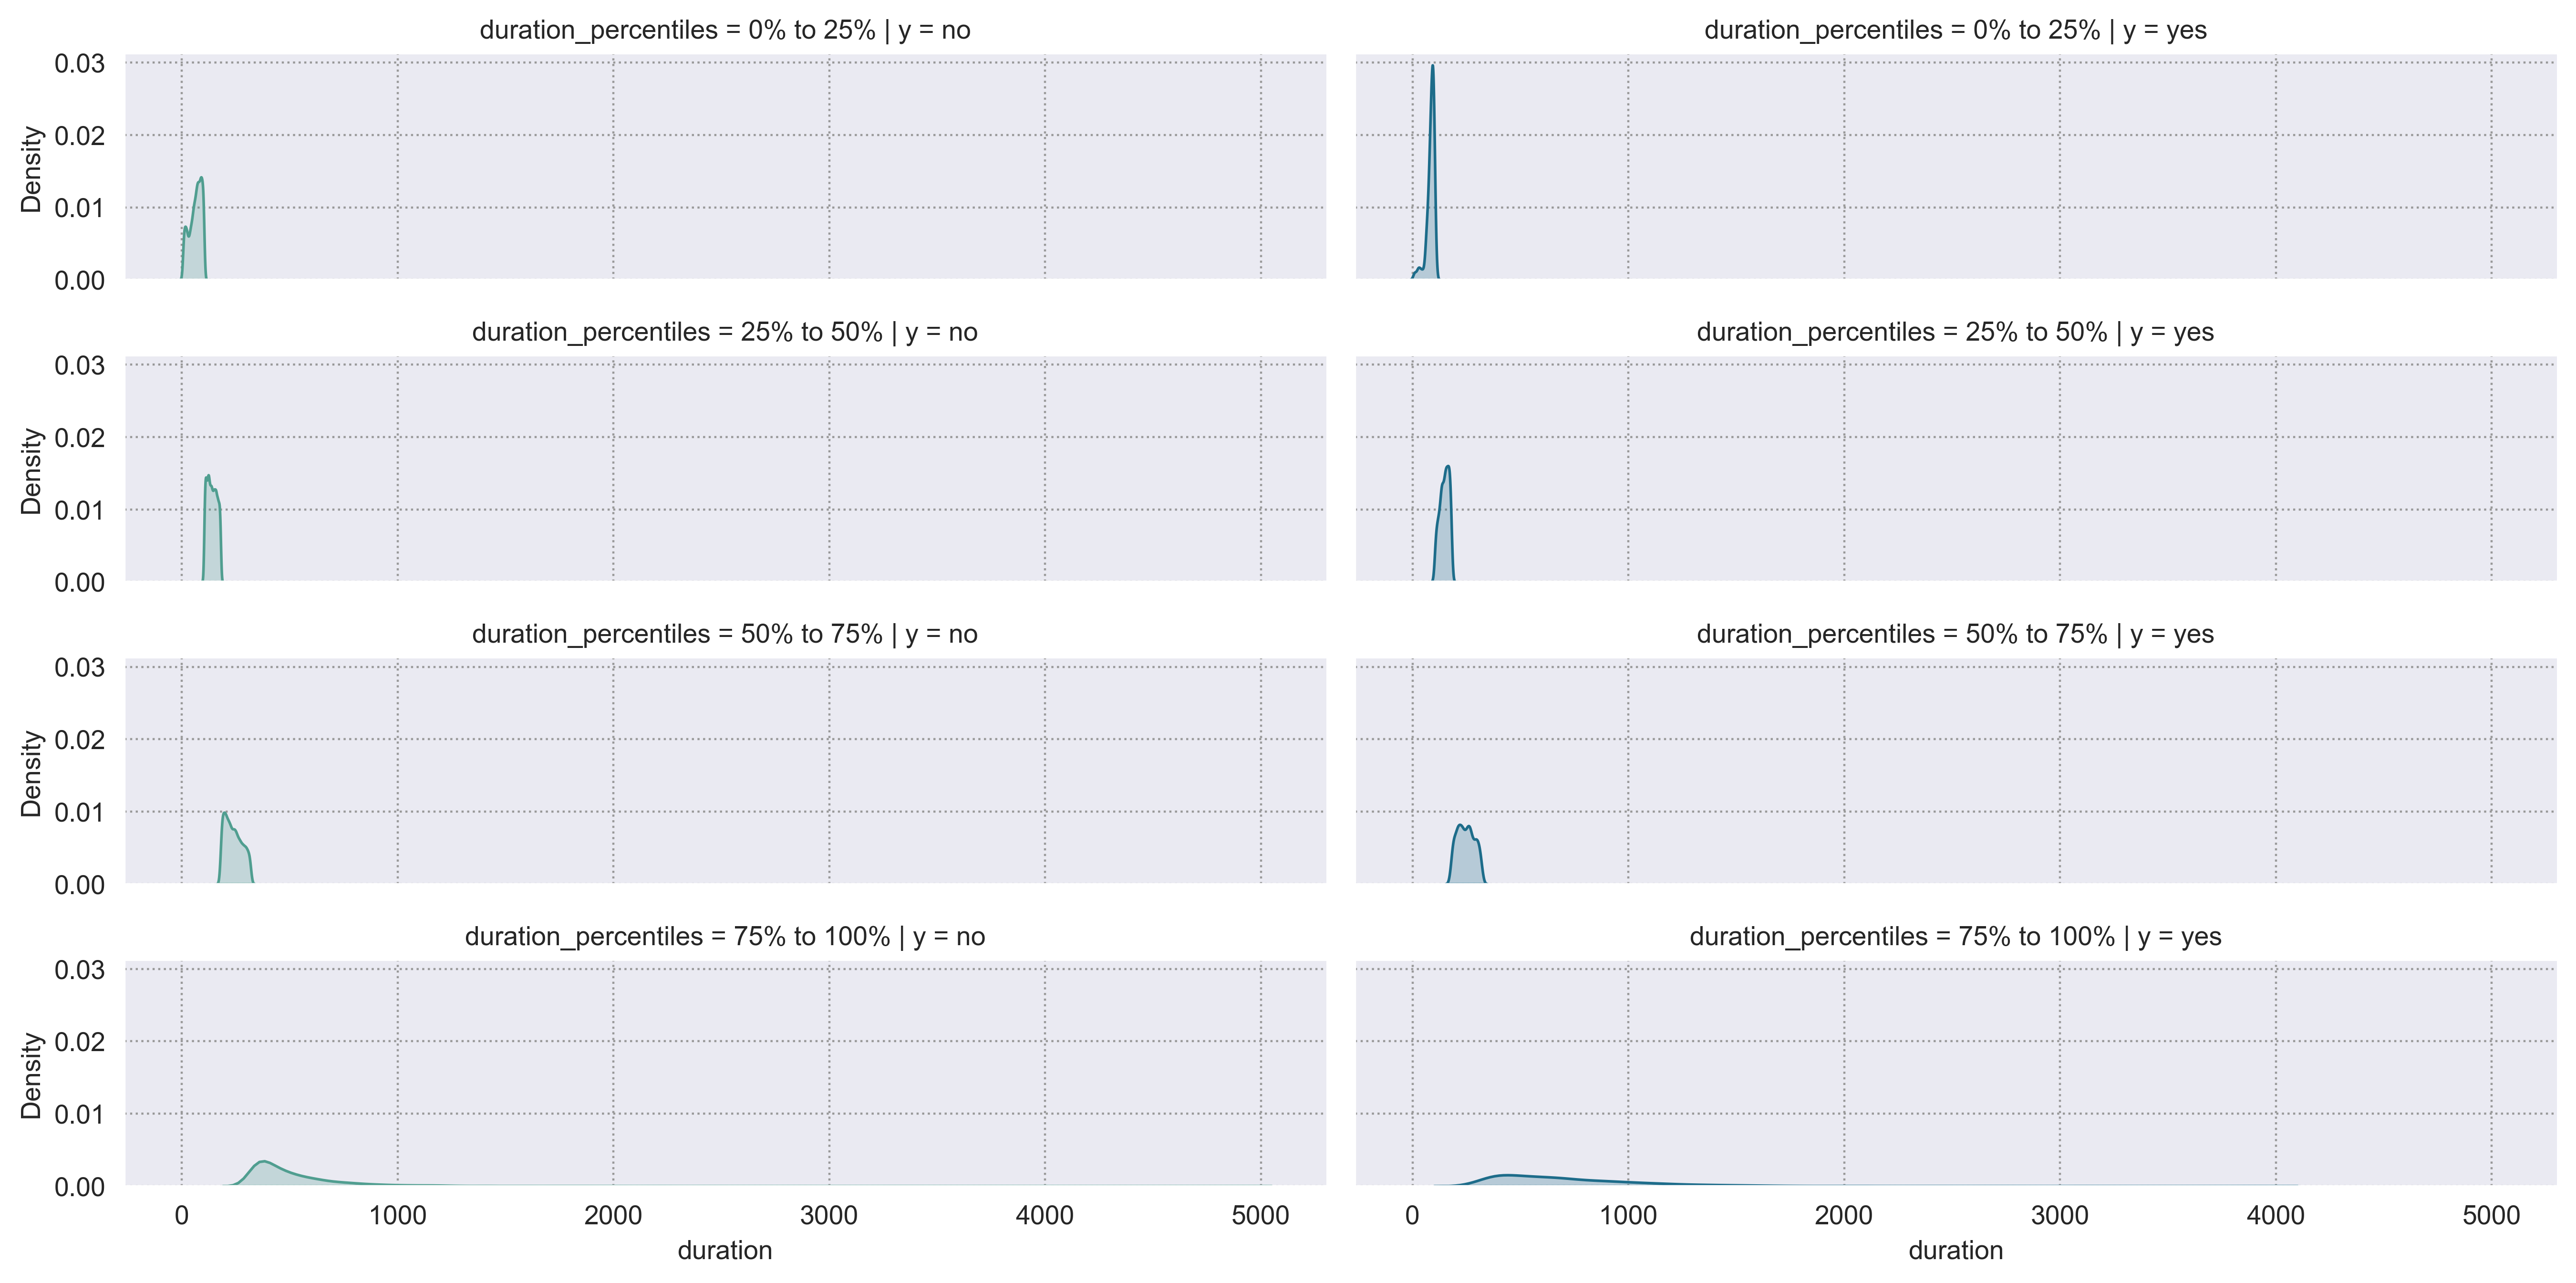 duration_percentiles = 0% to 25% | y = no
duration_percentiles = 0% to 25% | y = yes
0.03
0.02
0.01
0.00
Density
duration_percentiles = 25% to 50% | y = no
duration_percentiles = 25% to 50% | y = yes
0.03
0.02
0.01
0.00
Density
duration_percentiles = 50% to 75% | y = no
duration_percentiles = 50% to 75% | y = yes
0.03
0.02
0.01
0.00
Density
duration_percentiles = 75% to 100% | y = no
duration_percentiles = 75% to 100% | y = yes
0.03
0.02
0.01
0.00
Density
0 1000 2000 3000 4000 5000
0 1000 2000 3000 4000 5000
duration
duration